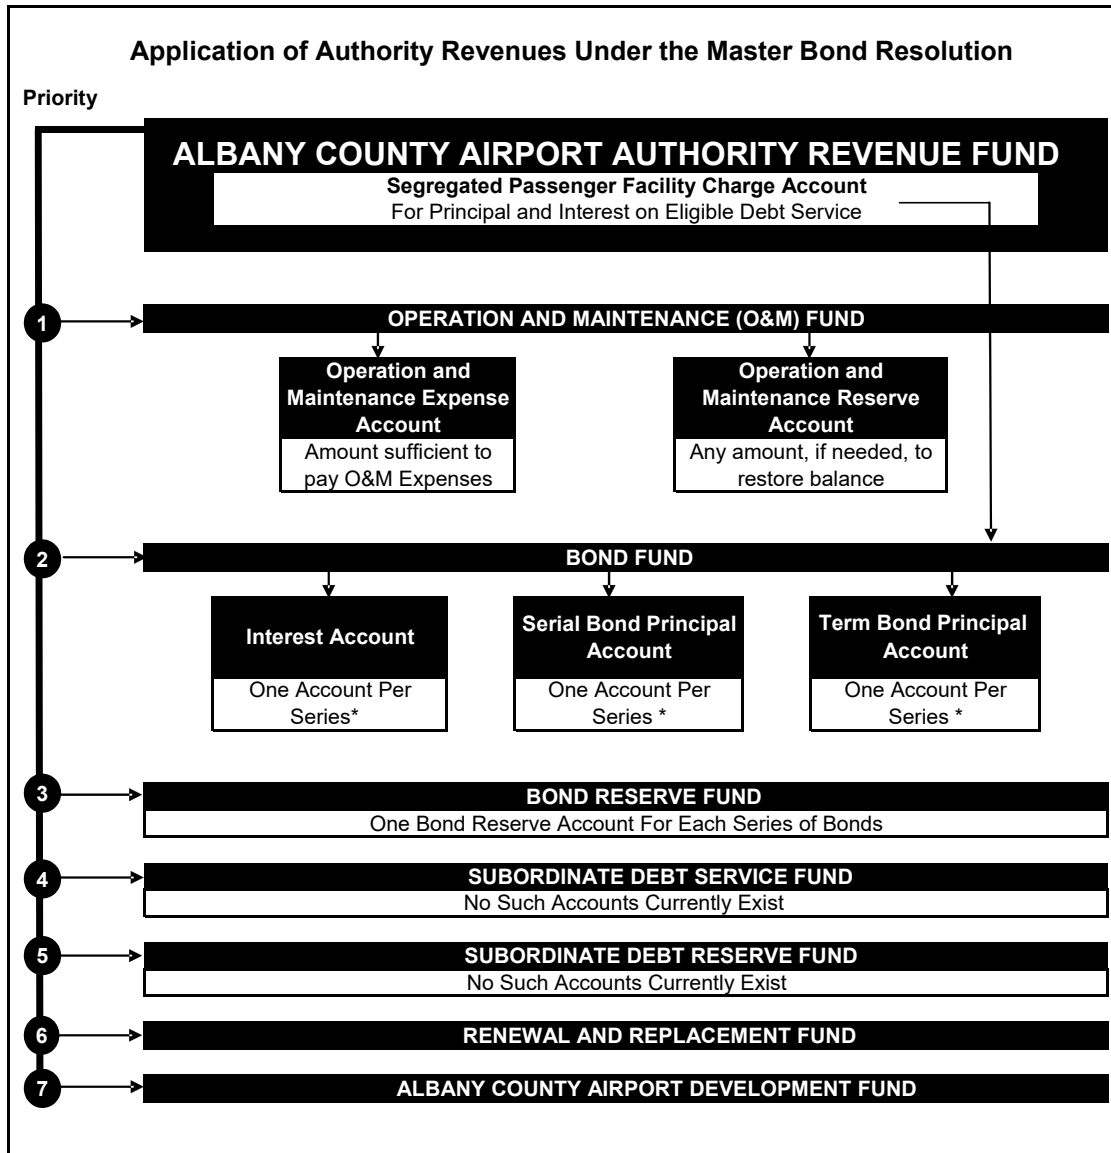 Application of Authority Revenues Under the Master Bond Resolution
Priority
ALBANY COUNTY AIRPORT AUTHORITY REVENUE FUND
Segregated Passenger Facility Charge Account
For Principal and Interest on Eligible Debt Service
1
OPERATION AND MAINTENANCE (O&M) FUND
Operation and
Maintenance Expense
Account
Amount sufficient to
pay O&M Expenses
Operation and
Maintenance Reserve
Account
Any amount, if needed, to
restore balance
2
BOND FUND
Interest Account
One Account Per
Series*
Serial Bond Principal
Account
One Account Per
Series *
Term Bond Principal
Account
One Account Per
Series *
3
BOND RESERVE FUND
One Bond Reserve Account For Each Series of Bonds
4
SUBORDINATE DEBT SERVICE FUND
No Such Accounts Currently Exist
5
SUBORDINATE DEBT RESERVE FUND
No Such Accounts Currently Exist
6
RENEWAL AND REPLACEMENT FUND
7
ALBANY COUNTY AIRPORT DEVELOPMENT FUND